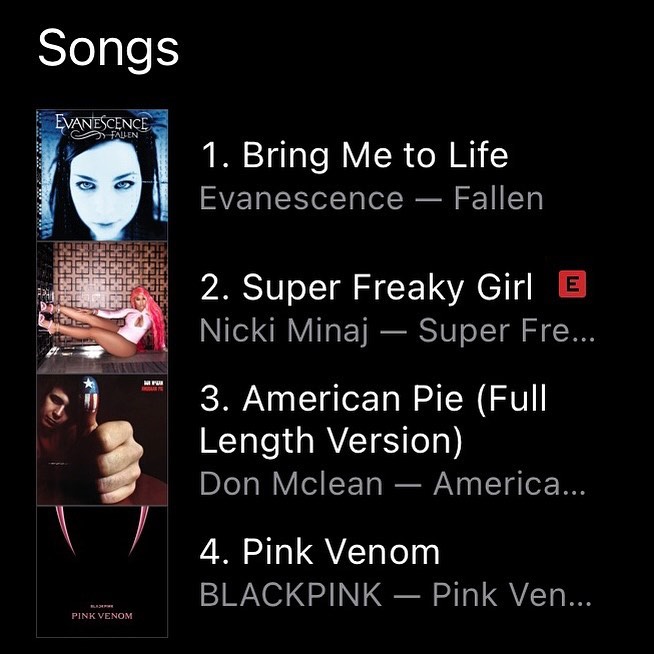 Songs
EVANESCENCE
FALLEN
1. Bring Me to Life
Evanescence — Fallen
2. Super Freaky Girl E
Nicki Minaj — Super Fre...
DON McLEAN
AMERICAN PIE
3. American Pie (Full
Length Version)
Don Mclean — America...
4. Pink Venom
BLACKPINK — Pink Ven...
BLACKPINK
PINK VENOM